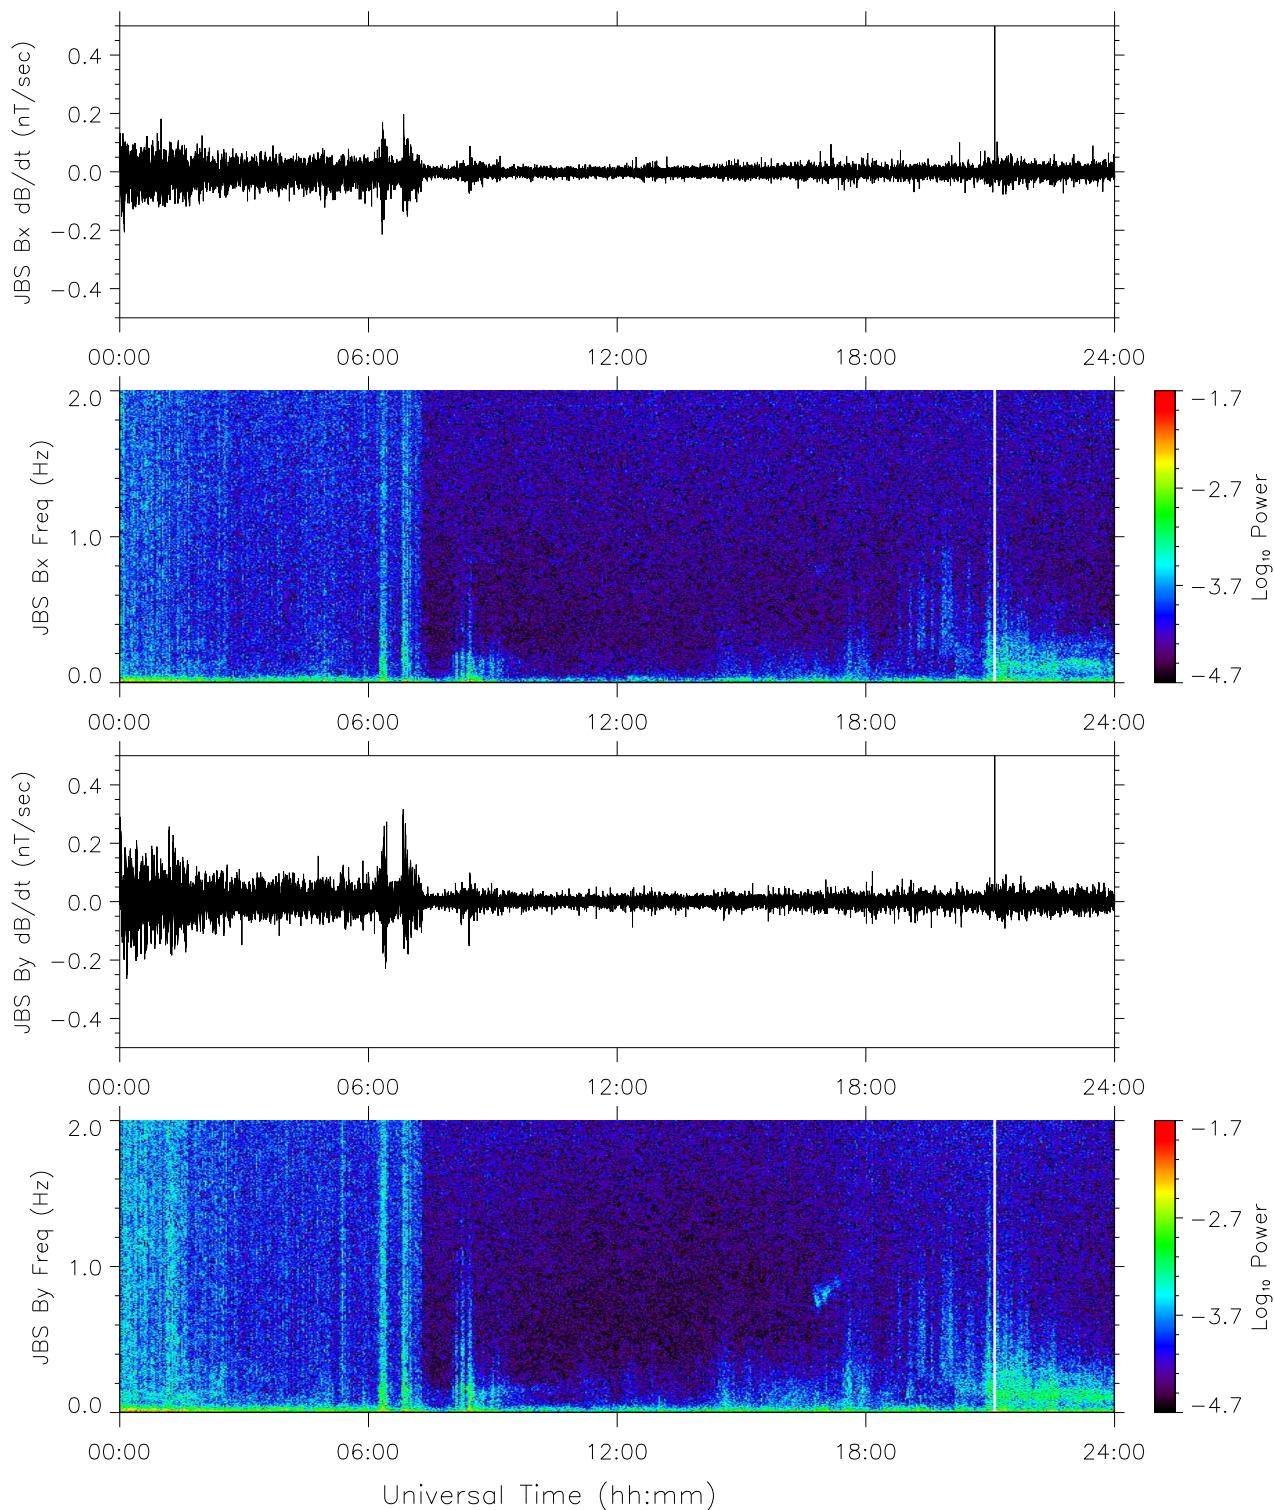 JBS Bx dB/dt (nT/sec)
0.4
0.2
0.0
−0.2
−0.4
00:00 06:00 12:00 18:00 24:00
JBS Bx Freq (Hz)
2.0
1.0
0.0
00:00 06:00 12:00 18:00 24:00
−1.7
−2.7
−3.7
−4.7
Log₁₀ Power
JBS By dB/dt (nT/sec)
0.4
0.2
0.0
−0.2
−0.4
00:00 06:00 12:00 18:00 24:00
JBS By Freq (Hz)
2.0
1.0
0.0
00:00 06:00 12:00 18:00 24:00
−1.7
−2.7
−3.7
−4.7
Log₁₀ Power
Universal Time (hh:mm)